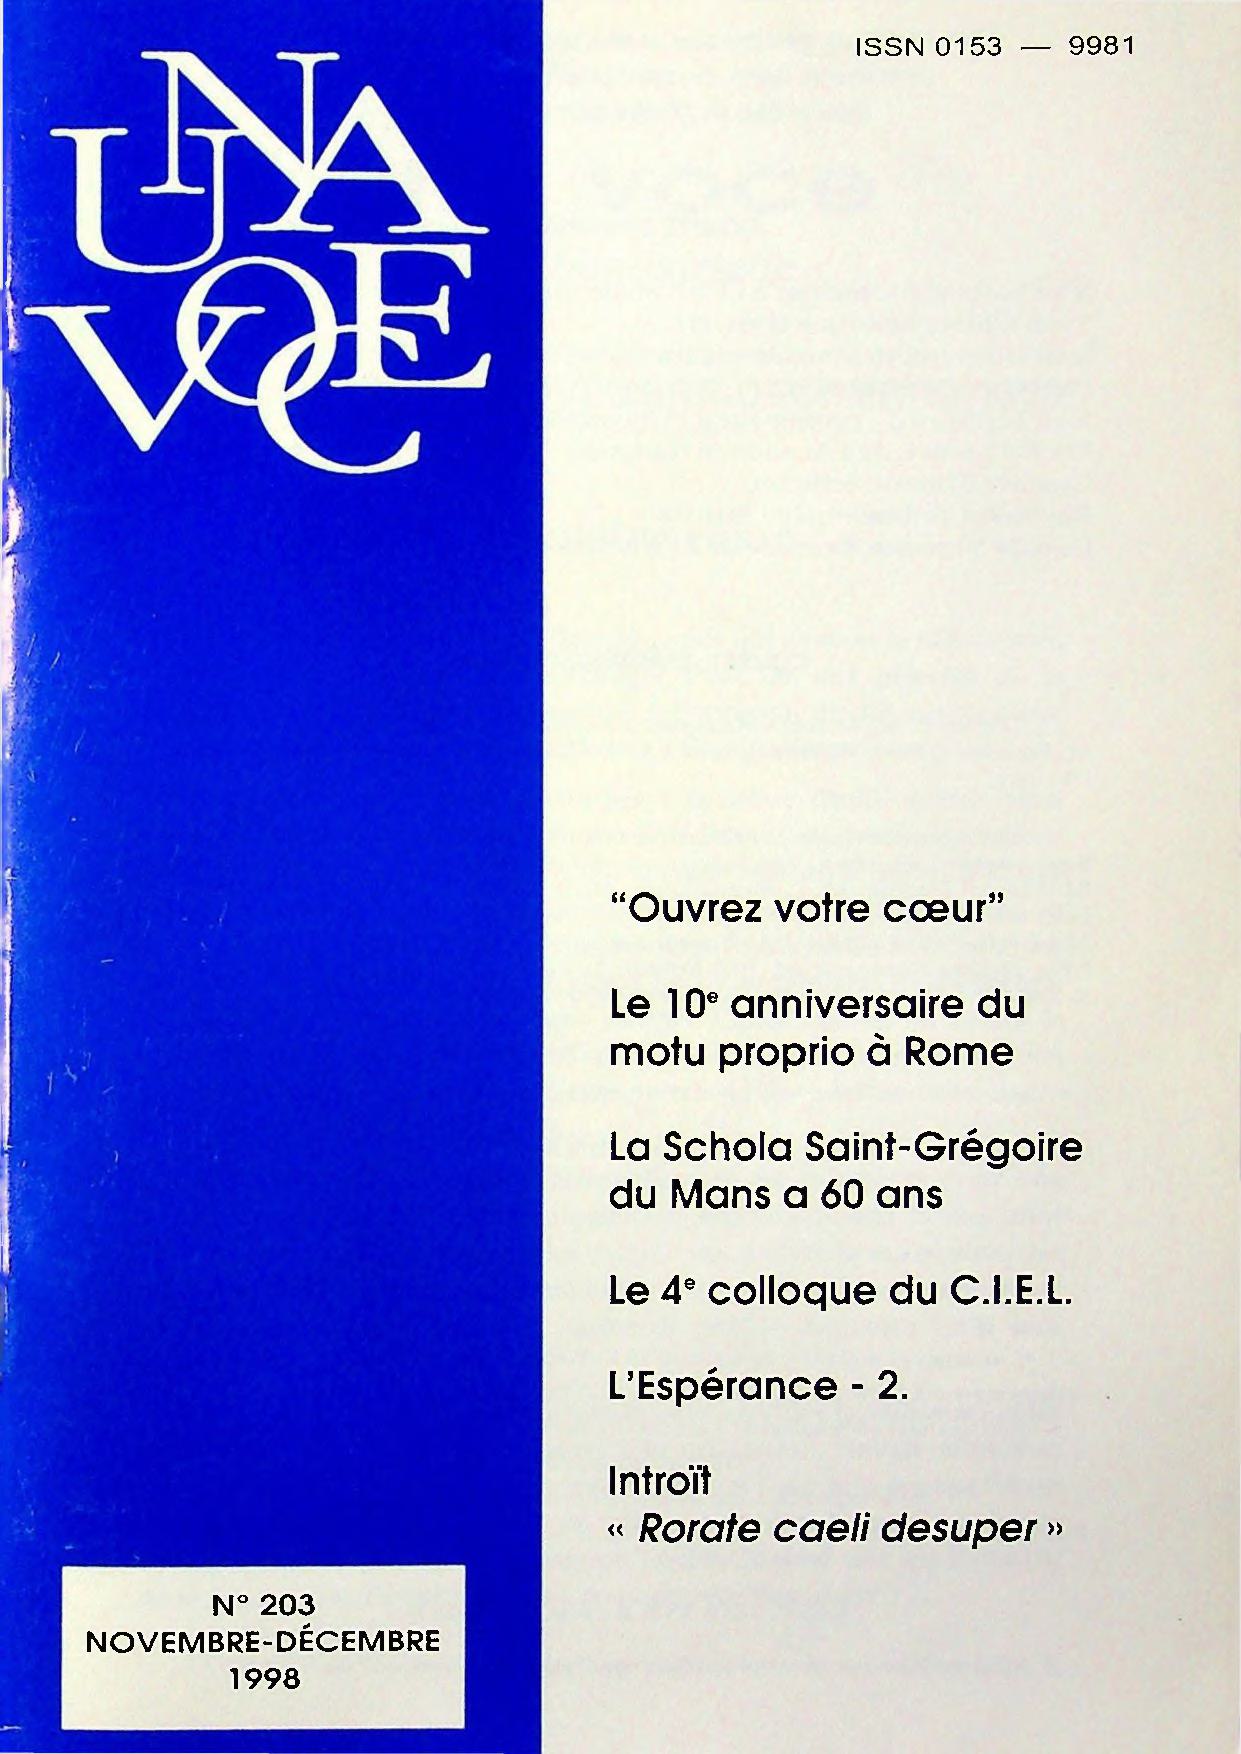 UNA
VOCE
ISSN 0153 — 9981
“Ouvrez votre cœur”
Le 10e anniversaire du
motu proprio à Rome
La Schola Saint-Grégoire
du Mans a 60 ans
Le 4e colloque du C.I.E.L.
L’Espérance - 2.
Introït
« Rorate caeli desuper »
N° 203
NOVEMBRE-DÉCEMBRE
1998